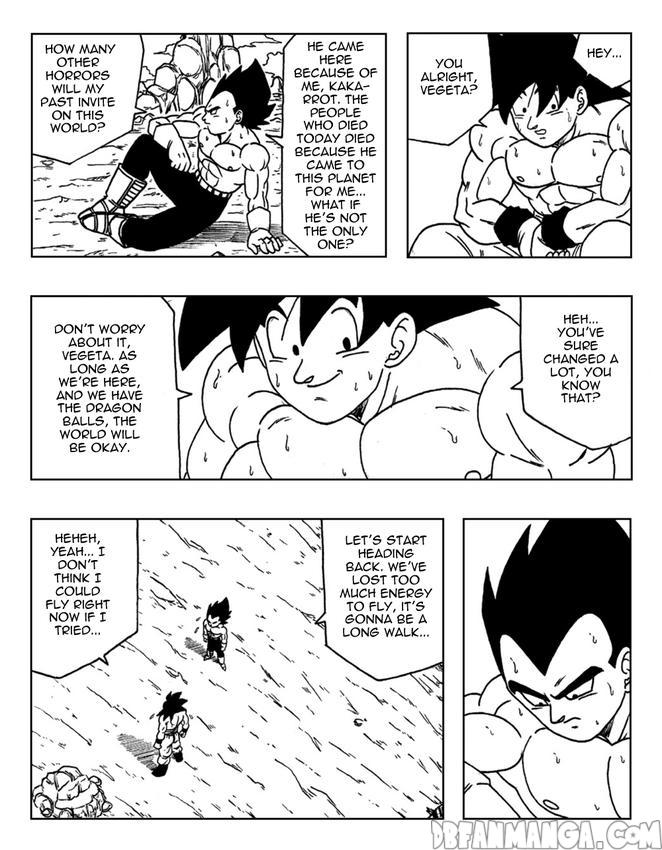 HEY...
YOU
ALRIGHT,
VEGETA?
HE CAME
HERE
BECAUSE OF
ME, KAKA-
RROT. THE
PEOPLE
WHO DIED
TODAY DIED
BECAUSE HE
CAME TO
THIS PLANET
FOR ME...
WHAT IF
HE'S NOT
THE ONLY
ONE?
HOW MANY
OTHER
HORRORS
WILL MY
PAST INVITE
ON THIS
WORLD?
HEH...
YOU'VE
SURE
CHANGED A
LOT, YOU
KNOW
THAT?
DON'T WORRY
ABOUT IT,
VEGETA. AS
LONG AS
WE'RE HERE,
AND WE HAVE
THE DRAGON
BALLS, THE
WORLD WILL
BE OKAY.
LET'S START
HEADING
BACK. WE'VE
LOST TOO
MUCH ENERGY
TO FLY, IT'S
GONNA BE A
LONG WALK...
HEHEH,
YEAH... I
DON'T
THINK I
COULD
FLY RIGHT
NOW IF I
TRIED...
DBFANMANGA.COM